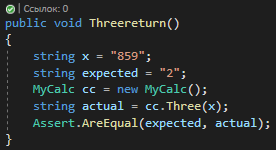 | Ссылок: 0
public void Threereturn()
{
string x = "859";
string expected = "2";
MyCalc cc = new MyCalc();
string actual = cc.Three(x);
Assert.AreEqual(expected, actual);
}